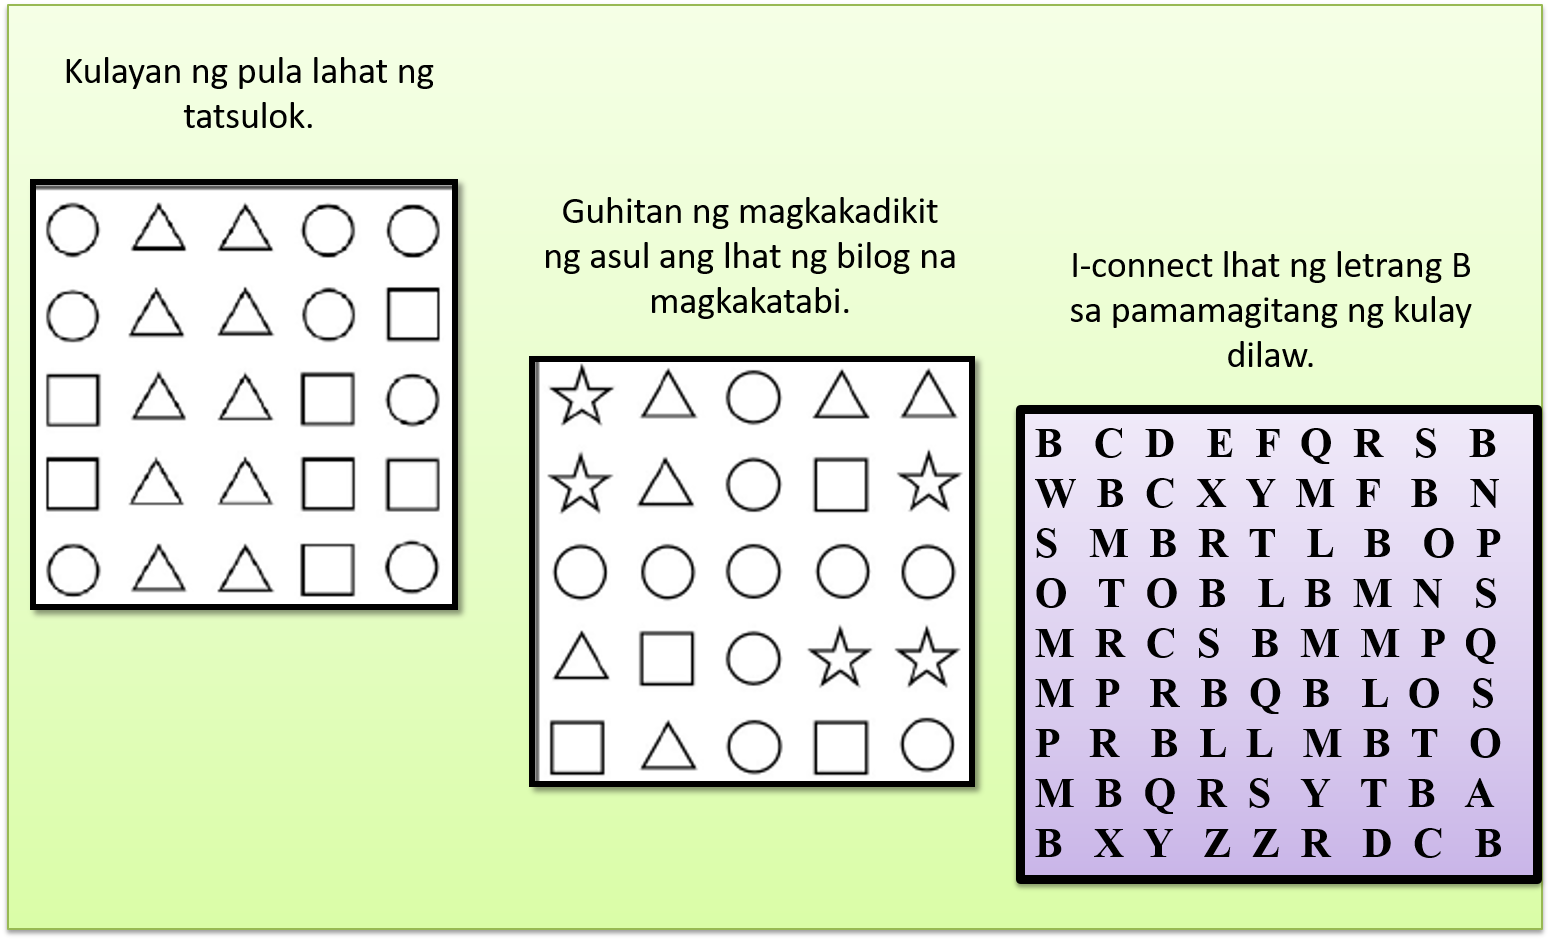 Kulayan ng pula lahat ng
tatsulok.
Guhitan ng magkakadikit
ng asul ang lhat ng bilog na
magkakatabi.
I-connect lhat ng letrang B
sa pamamagitang ng kulay
dilaw.
B C D E F Q R S B
W B C X Y M F B N
S M B R T L B O P
O T O B L B M N S
M R C S B M M P Q
M P R B Q B L O S
P R B L L M B T O
M B Q R S Y T B A
B X Y Z Z R D C B